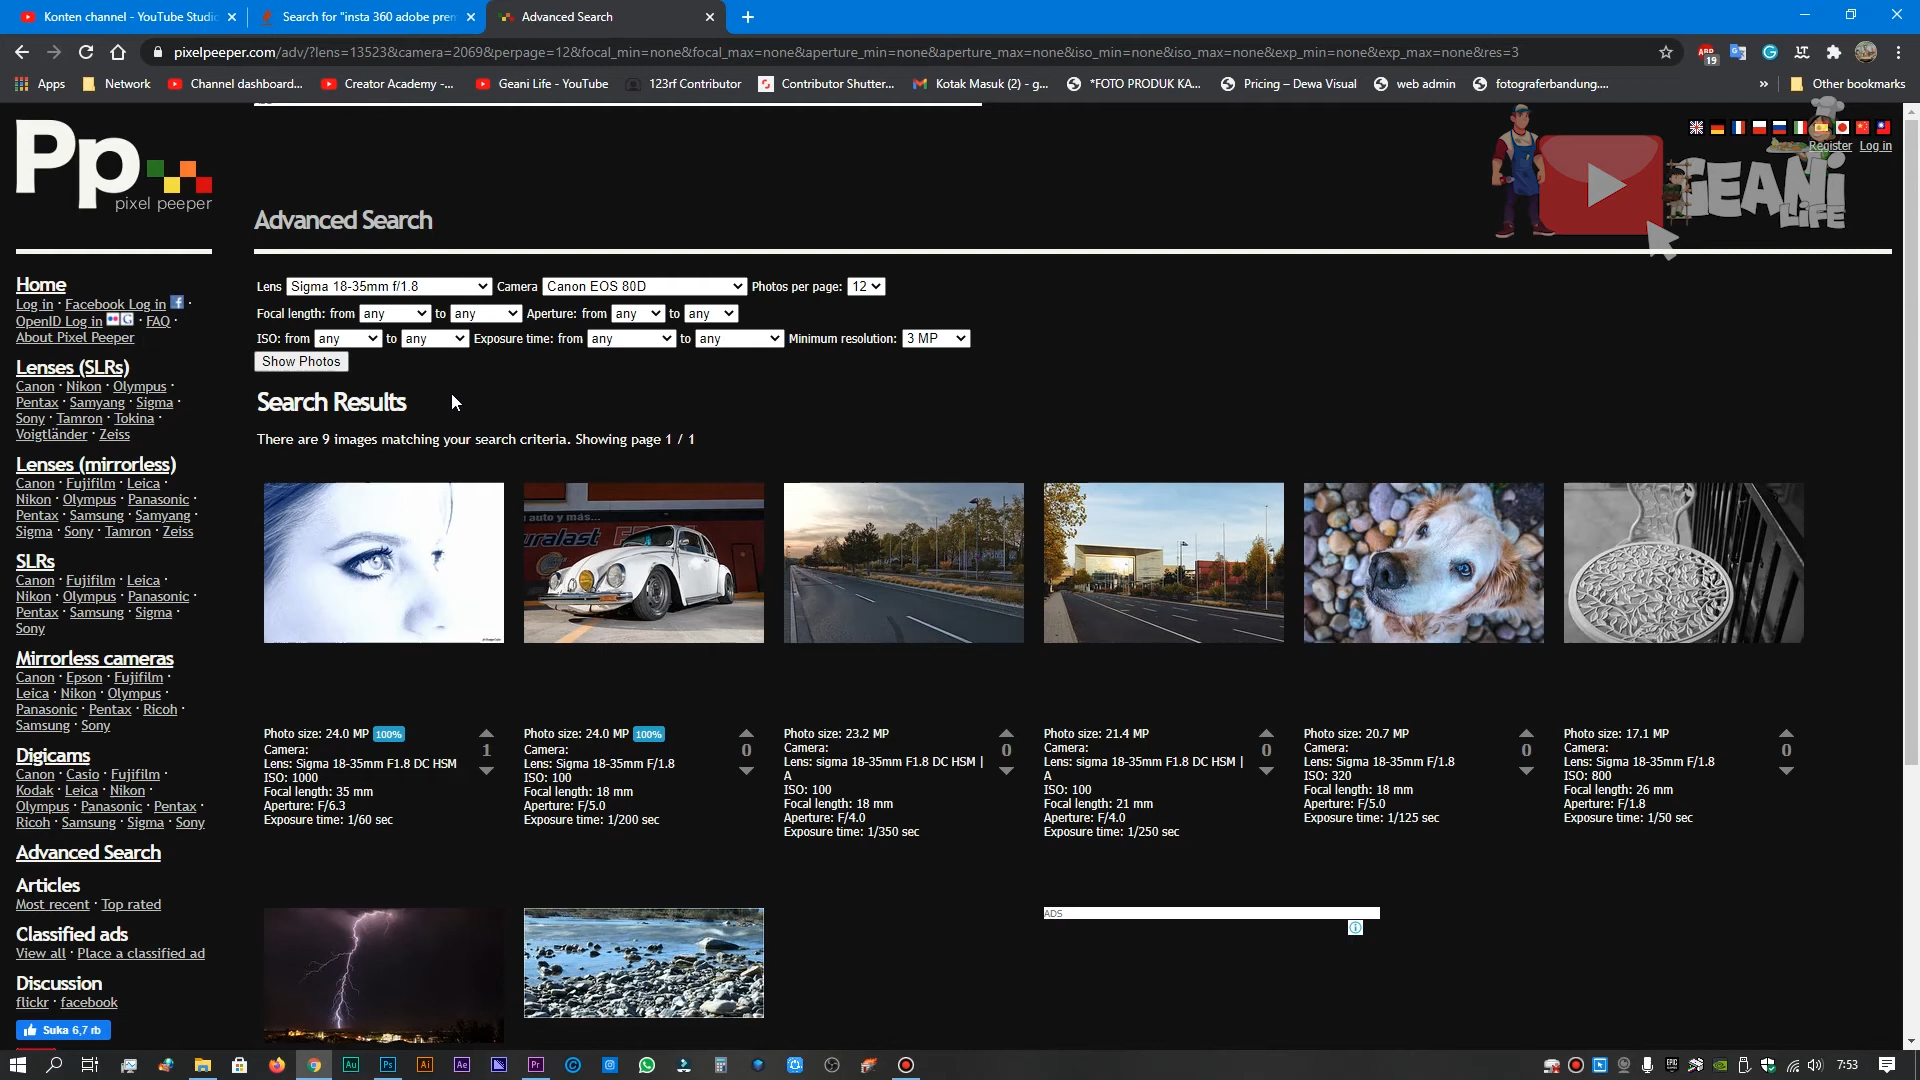 Konten channel - YouTube Studio
Search for "insta 360 adobe prem
Advanced Search
pixelpeeper.com/adv/?lens=13523&camera=2069&perpage=12&focal_min=none&focal_max=none&aperture_min=none&aperture_max=none&iso_min=none&iso_max=none&exp_min=none&exp_max=none&res=3
19
Apps Network Channel dashboard... Creator Academy -... Geani Life - YouTube 123rf Contributor Contributor Shutter... Kotak Masuk (2) - g... *FOTO PRODUK KA... Pricing – Dewa Visual web admin fotograferbandung.... » Other bookmarks
Pp
pixel peeper
Register Log in
GEANi
LiFE
Advanced Search
Lens Sigma 18-35mm f/1.8 Camera Canon EOS 80D Photos per page: 12
Focal length: from any to any Aperture: from any to any
ISO: from any to any Exposure time: from any to any Minimum resolution: 3 MP
Show Photos
Search Results
There are 9 images matching your search criteria. Showing page 1 / 1
Home
Log in · Facebook Log in ·
OpenID Log in · FAQ ·
About Pixel Peeper
Lenses (SLRs)
Canon · Nikon · Olympus ·
Pentax · Samyang · Sigma ·
Sony · Tamron · Tokina ·
Voigtländer · Zeiss
Lenses (mirrorless)
Canon · Fujifilm · Leica ·
Nikon · Olympus · Panasonic ·
Pentax · Samsung · Samyang ·
Sigma · Sony · Tamron · Zeiss
SLRs
Canon · Fujifilm · Leica ·
Nikon · Olympus · Panasonic ·
Pentax · Samsung · Sigma ·
Sony
Mirrorless cameras
Canon · Epson · Fujifilm ·
Leica · Nikon · Olympus ·
Panasonic · Pentax · Ricoh ·
Samsung · Sony
Digicams
Canon · Casio · Fujifilm ·
Kodak · Leica · Nikon ·
Olympus · Panasonic · Pentax ·
Ricoh · Samsung · Sigma · Sony
Advanced Search
Articles
Most recent · Top rated
Classified ads
View all · Place a classified ad
Discussion
flickr · facebook
Suka 6,7 rb
auto y más...
uralast
Photo size: 24.0 MP 100%
Camera:
Lens: Sigma 18-35mm F1.8 DC HSM
ISO: 1000
Focal length: 35 mm
Aperture: F/6.3
Exposure time: 1/60 sec
1
Photo size: 24.0 MP 100%
Camera:
Lens: Sigma 18-35mm F/1.8
ISO: 100
Focal length: 18 mm
Aperture: F/5.0
Exposure time: 1/200 sec
0
Photo size: 23.2 MP
Camera:
Lens: sigma 18-35mm F1.8 DC HSM |
A
ISO: 100
Focal length: 18 mm
Aperture: F/4.0
Exposure time: 1/350 sec
0
Photo size: 21.4 MP
Camera:
Lens: sigma 18-35mm F1.8 DC HSM |
A
ISO: 100
Focal length: 21 mm
Aperture: F/4.0
Exposure time: 1/250 sec
0
Photo size: 20.7 MP
Camera:
Lens: Sigma 18-35mm F/1.8
ISO: 320
Focal length: 18 mm
Aperture: F/5.0
Exposure time: 1/125 sec
0
Photo size: 17.1 MP
Camera:
Lens: Sigma 18-35mm F/1.8
ISO: 800
Focal length: 26 mm
Aperture: F/1.8
Exposure time: 1/50 sec
0
ADS
Au Ps Ai Ae Pr
7:53